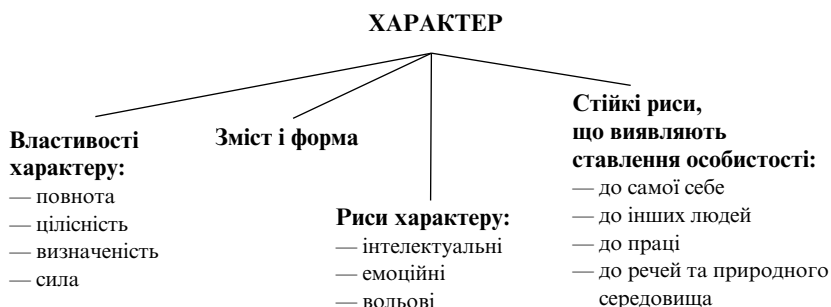 ХАРАКТЕР
Властивості
характеру:
— повнота
— цілісність
— визначеність
— сила
Зміст і форма
Риси характеру:
— інтелектуальні
— емоційні
— вольові
Стійкі риси,
що виявляють
ставлення особистості:
— до самої себе
— до інших людей
— до праці
— до речей та природного
середовища